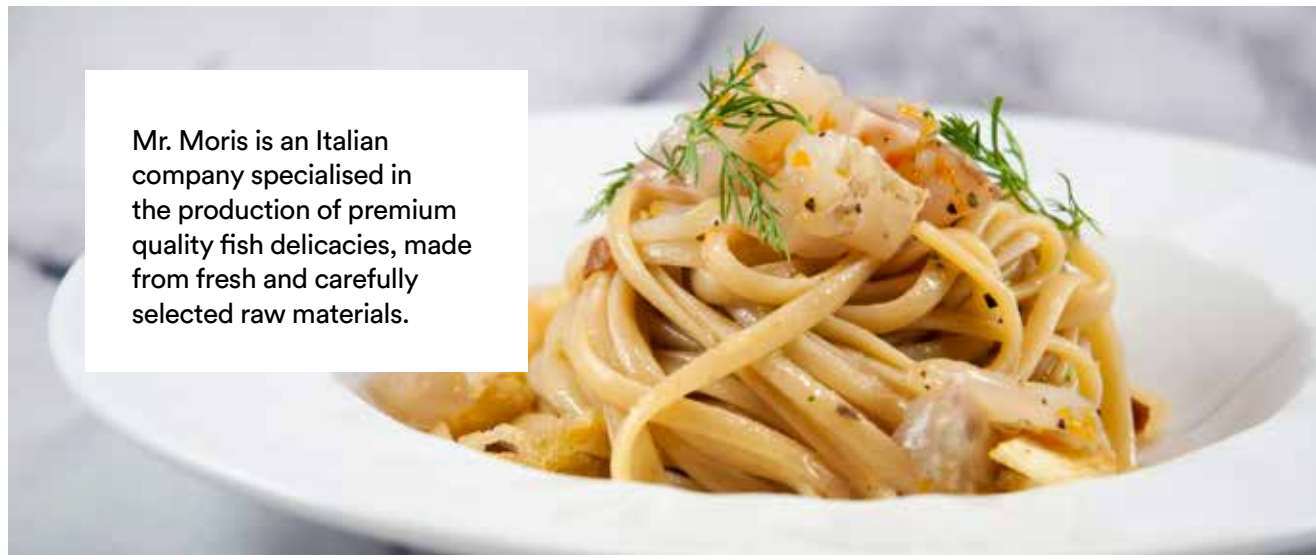 Mr. Moris is an Italian
company specialised in
the production of premium
quality fish delicacies, made
from fresh and carefully
selected raw materials.